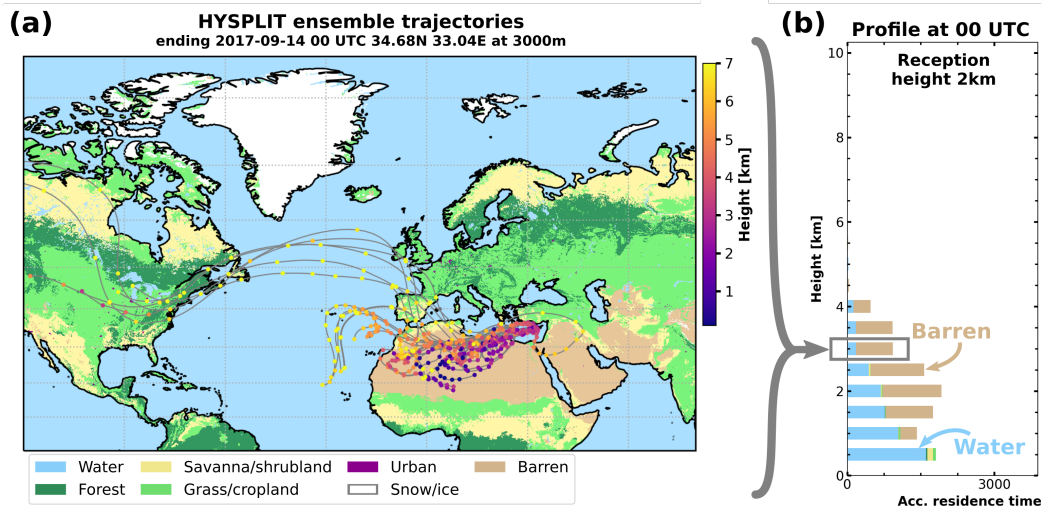 (a)
HYSPLIT ensemble trajectories
ending 2017-09-14 00 UTC 34.68N 33.04E at 3000m
7
6
5
4
3
2
1
Height [km]
Water
Savanna/shrubland
Urban
Barren
Forest
Grass/cropland
Snow/ice
(b)
Profile at 00 UTC
Reception
height 2km
10
8
6
4
2
0
Height [km]
Barren
Water
0
3000
Acc. residence time